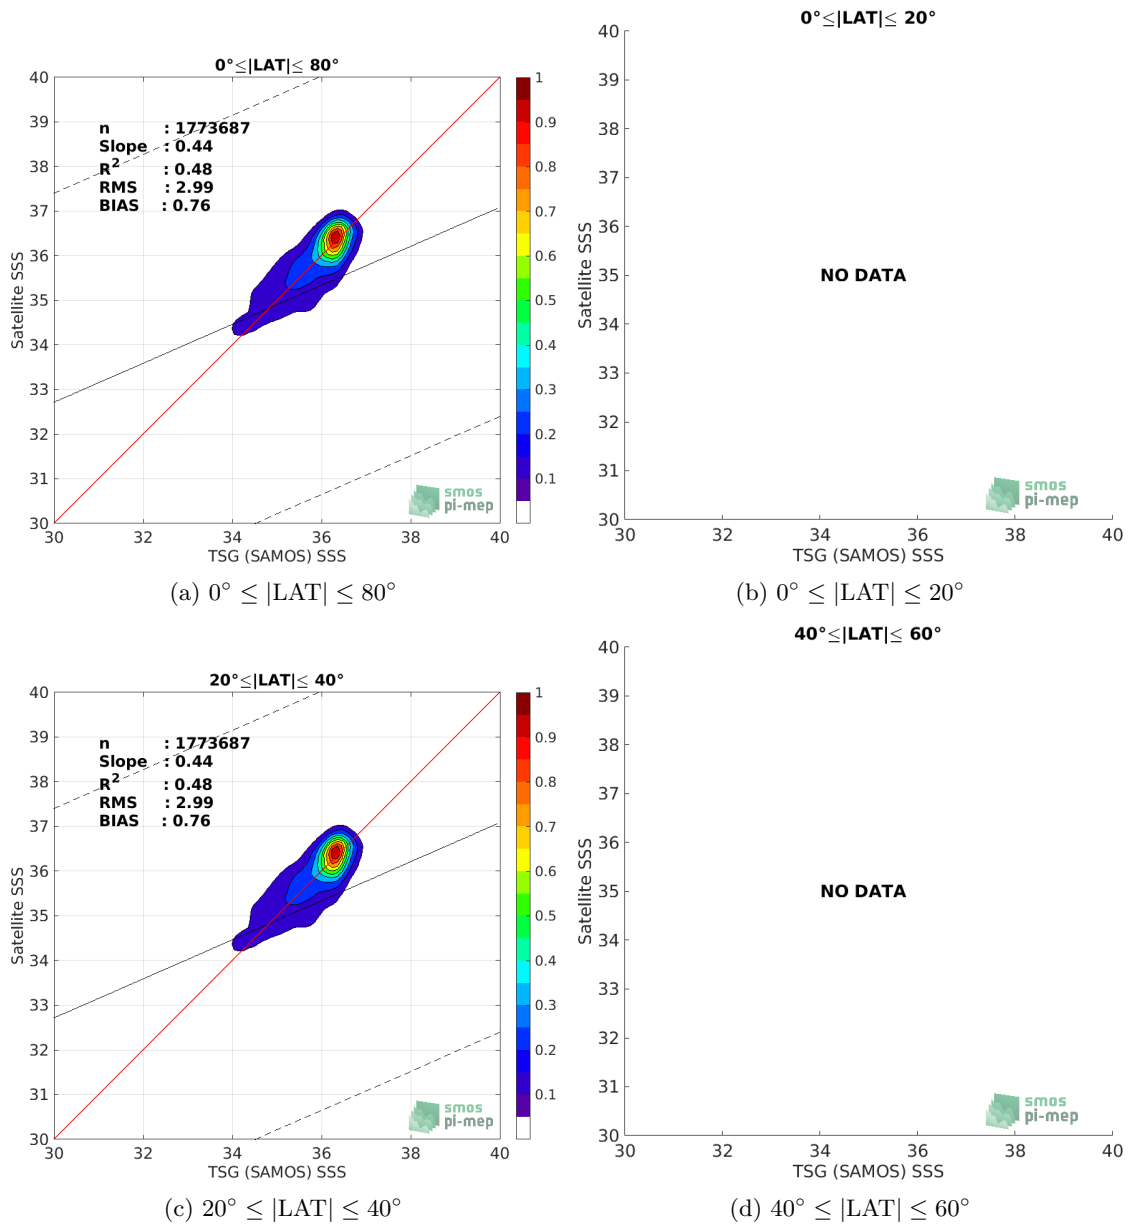 0°≤|LAT|≤ 80°
40
39
38
37
36
35
34
33
32
31
30
Satellite SSS
n : 1773687
Slope : 0.44
R2 : 0.48
RMS : 2.99
BIAS : 0.76
1
0.9
0.8
0.7
0.6
0.5
0.4
0.3
0.2
0.1
smos
pi-mep
30 32 34 36 38 40
TSG (SAMOS) SSS
(a) 0° ≤ |LAT| ≤ 80°
0°≤|LAT|≤ 20°
40
39
38
37
36
35
34
33
32
31
30
Satellite SSS
NO DATA
smos
pi-mep
30 32 34 36 38 40
TSG (SAMOS) SSS
(b) 0° ≤ |LAT| ≤ 20°
20°≤|LAT|≤ 40°
40
39
38
37
36
35
34
33
32
31
30
Satellite SSS
n : 1773687
Slope : 0.44
R2 : 0.48
RMS : 2.99
BIAS : 0.76
1
0.9
0.8
0.7
0.6
0.5
0.4
0.3
0.2
0.1
smos
pi-mep
30 32 34 36 38 40
TSG (SAMOS) SSS
(c) 20° ≤ |LAT| ≤ 40°
40°≤|LAT|≤ 60°
40
39
38
37
36
35
34
33
32
31
30
Satellite SSS
NO DATA
smos
pi-mep
30 32 34 36 38 40
TSG (SAMOS) SSS
(d) 40° ≤ |LAT| ≤ 60°